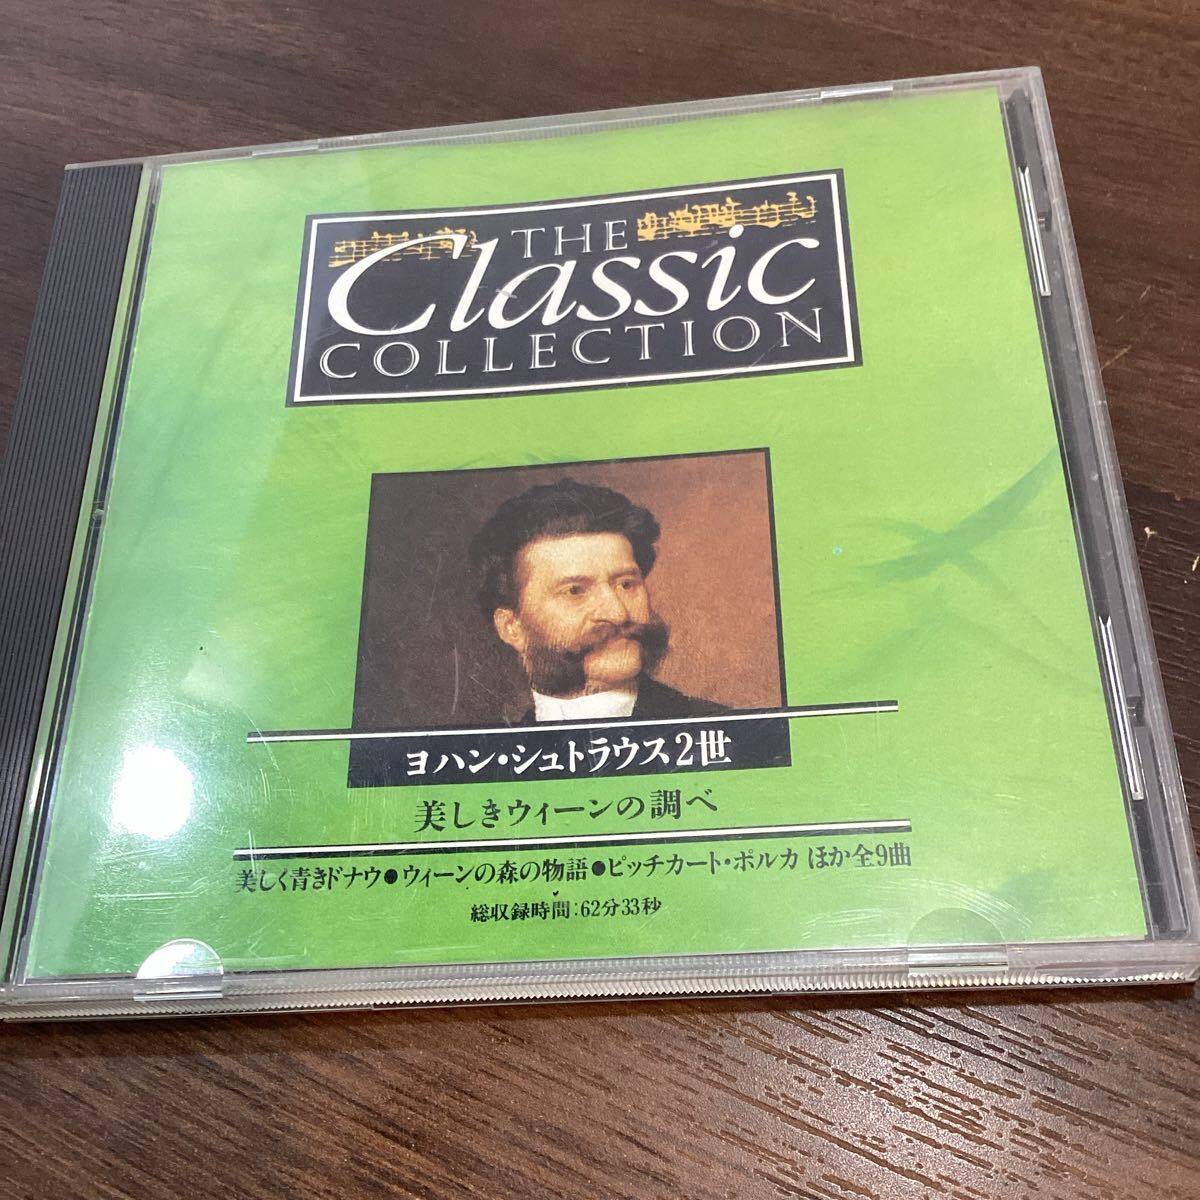 THE
Classic
COLLECTION
ヨハン・シュトラウス2世
美しきウィーンの調べ
美しく青きドナウ●ウィーンの森の物語●ピッチカート・ポルカ ほか全9曲
総収録時間:62分33秒